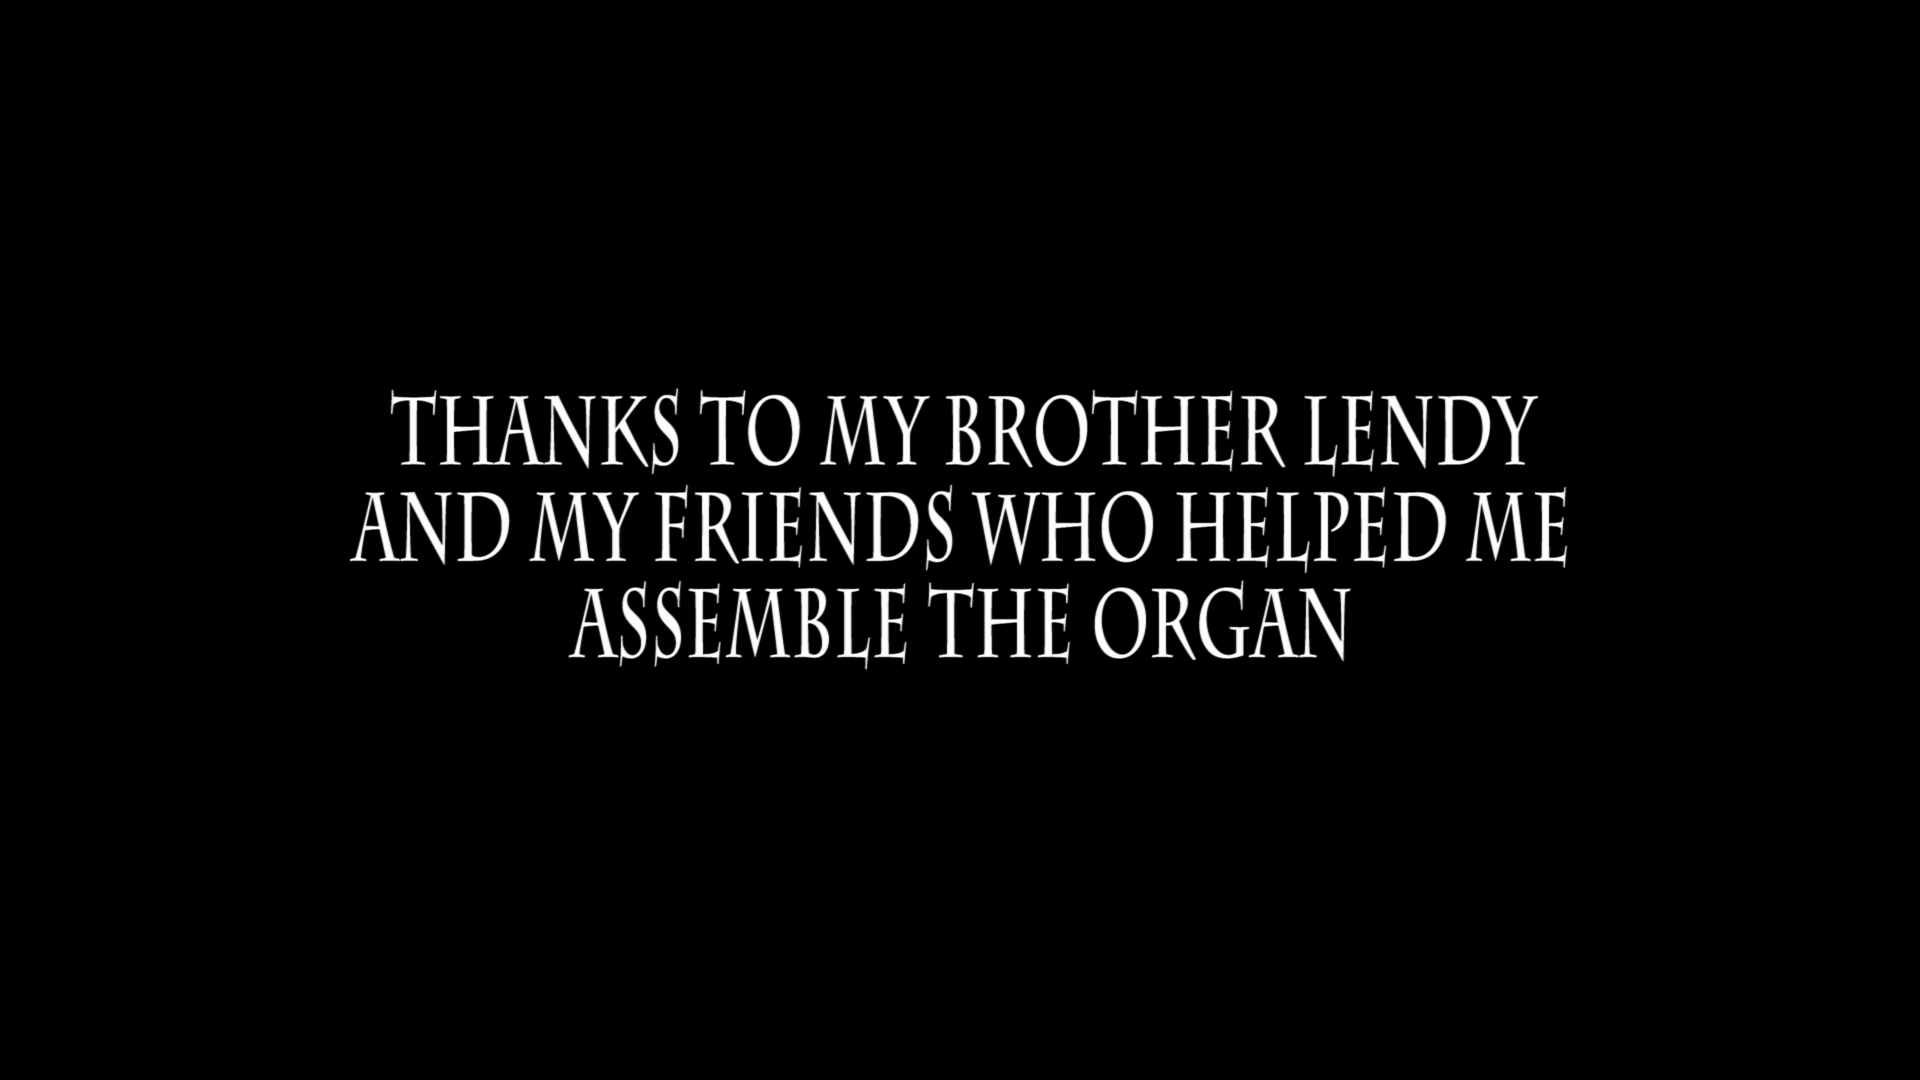 THANKS TO MY BROTHER LENDY
AND MY FRIENDS WHO HELPED ME
ASSEMBLE THE ORGAN